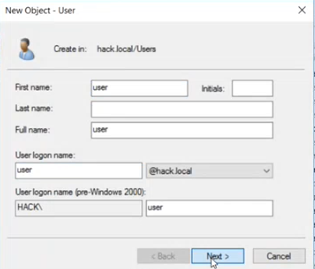 New Object - User
Create in: hack.local/Users
First name: user Initials:
Last name:
Full name: user
User logon name:
user @hack.local
User logon name (pre-Windows 2000):
HACK\ user
< Back Next > Cancel